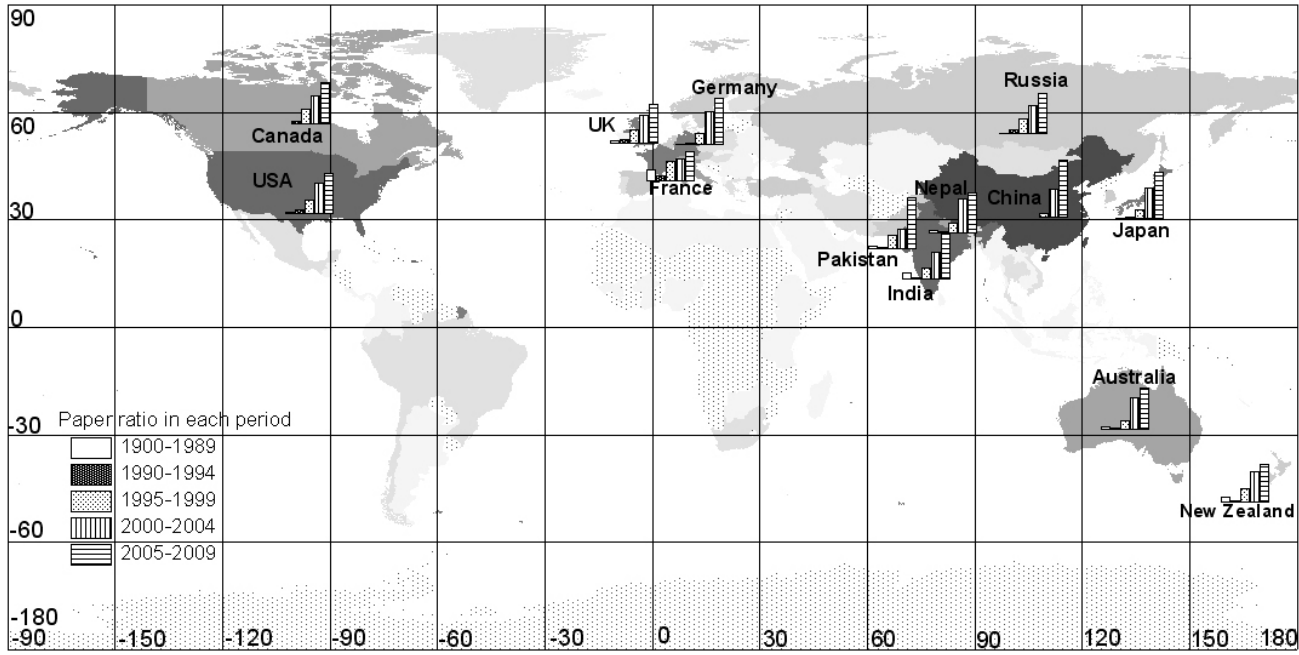 90
Russia
Germany
60
UK
Canada
USA
France
Nepal
China
30
Japan
Pakistan
India
0
Australia
Paper ratio in each period
-30
1900-1989
1990-1994
1995-1999
New Zealand
2000-2004
-60
2005-2009
-180
-90 -150 -120 -90 -60 -30 0 30 60 90 120 150 180